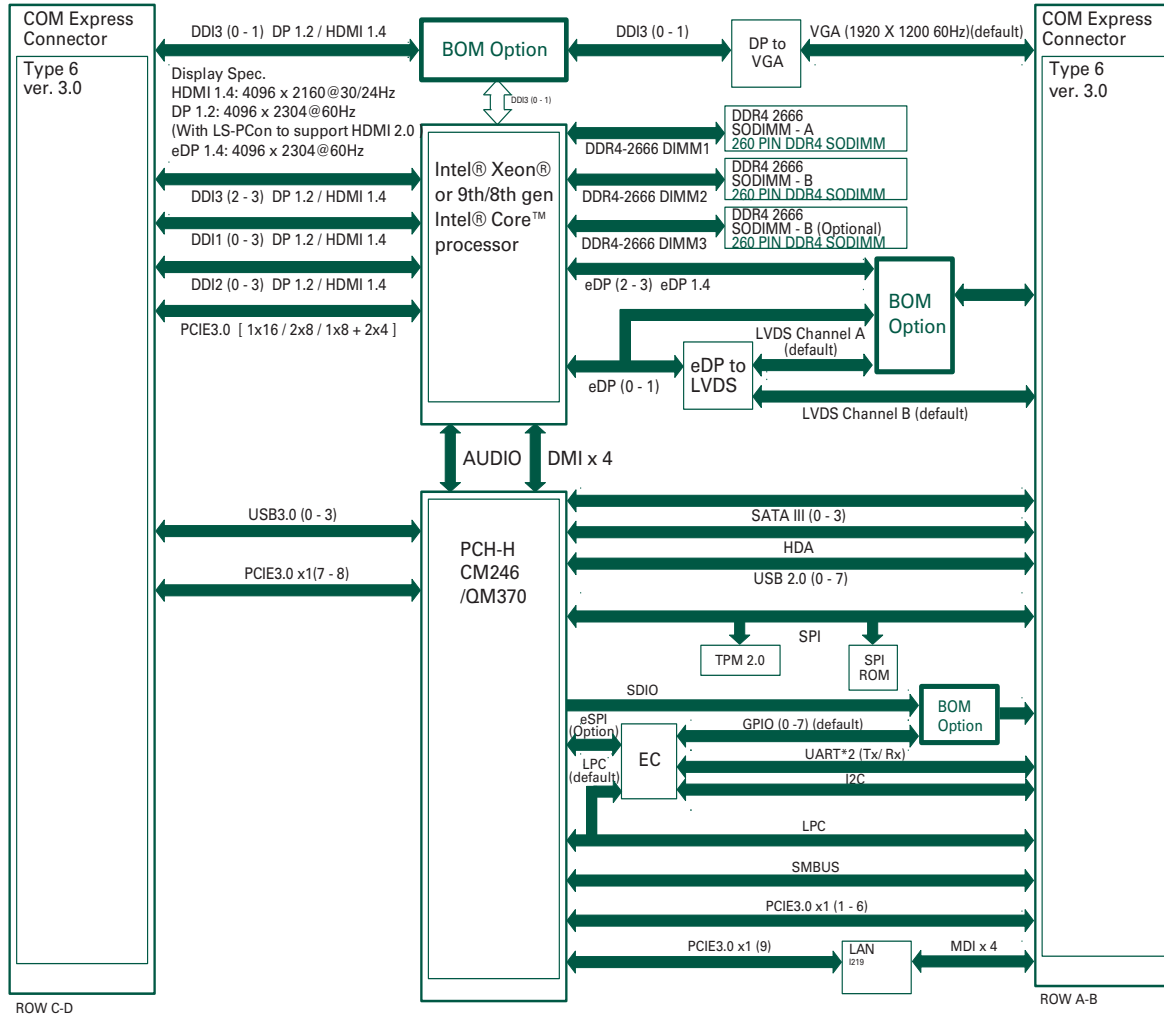 COM Express
Connector
Type 6
ver. 3.0
DDI3 (0 - 1) DP 1.2 / HDMI 1.4
BOM Option
DDI3 (0 - 1)
DP to
VGA
VGA (1920 X 1200 60Hz)(default)
COM Express
Connector
Type 6
ver. 3.0
Display Spec.
HDMI 1.4: 4096 x 2160@30/24Hz
DP 1.2: 4096 x 2304@60Hz
(With LS-PCon to support HDMI 2.0
eDP 1.4: 4096 x 2304@60Hz
DDI3 (0 - 1)
DDI3 (2 - 3) DP 1.2 / HDMI 1.4
DDI1 (0 - 3) DP 1.2 / HDMI 1.4
DDI2 (0 - 3) DP 1.2 / HDMI 1.4
PCIE3.0 [ 1x16 / 2x8 / 1x8 + 2x4 ]
Intel® Xeon®
or 9th/8th gen
Intel® Core™
processor
DDR4-2666 DIMM1
DDR4 2666
SODIMM - A
260 PIN DDR4 SODIMM
DDR4-2666 DIMM2
DDR4 2666
SODIMM - B
260 PIN DDR4 SODIMM
DDR4-2666 DIMM3
DDR4 2666
SODIMM - B (Optional)
260 PIN DDR4 SODIMM
eDP (2 - 3) eDP 1.4
BOM
Option
LVDS Channel A
(default)
eDP to
LVDS
eDP (0 - 1)
LVDS Channel B (default)
AUDIO
DMI x 4
USB3.0 (0 - 3)
PCIE3.0 x1(7 - 8)
PCH-H
CM246
/QM370
SATA III (0 - 3)
HDA
USB 2.0 (0 - 7)
SPI
TPM 2.0
SPI
ROM
SDIO
BOM
Option
eSPI
(Option)
GPIO (0 -7) (default)
EC
UART*2 (Tx/ Rx)
LPC
(default)
I2C
LPC
SMBUS
PCIE3.0 x1 (1 - 6)
PCIE3.0 x1 (9)
LAN
I219
MDI x 4
ROW C-D
ROW A-B